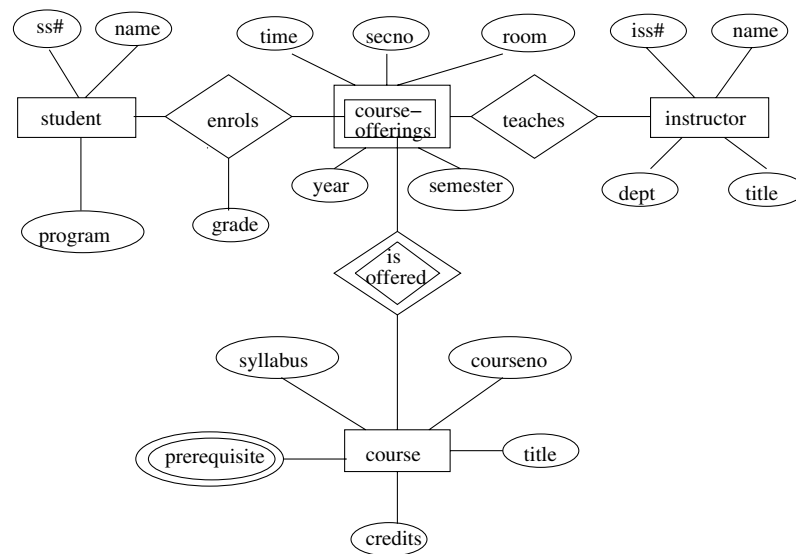 ss#
name
time
secno
room
iss#
name
student
enrols
course-
offerings
teaches
instructor
year
semester
dept
title
program
grade
is
offered
syllabus
courseno
prerequisite
course
title
credits